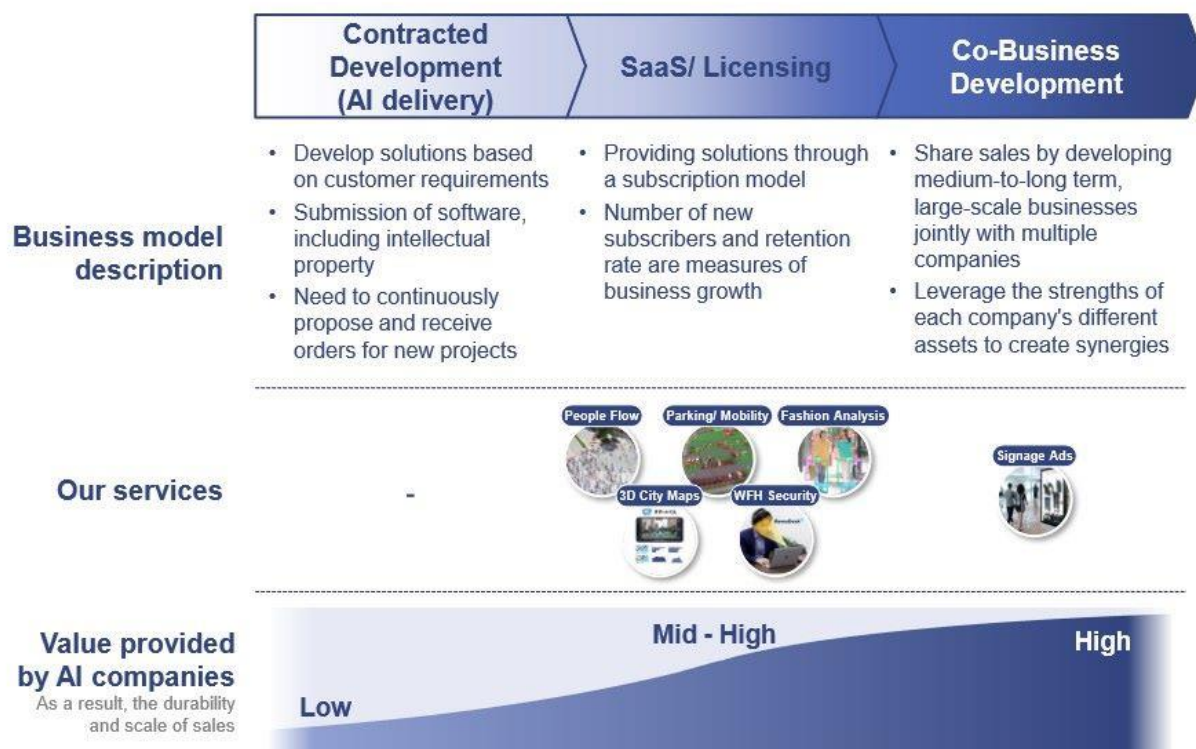 Contracted
Development
(AI delivery)
SaaS/ Licensing
Co-Business
Development
Business model
description
• Develop solutions based
on customer requirements
• Submission of software,
including intellectual
property
• Need to continuously
propose and receive
orders for new projects
• Providing solutions through
a subscription model
• Number of new
subscribers and retention
rate are measures of
business growth
• Share sales by developing
medium-to-long term,
large-scale businesses
jointly with multiple
companies
• Leverage the strengths of
each company's different
assets to create synergies
Our services
-
People Flow
Parking/ Mobility
Fashion Analysis
3D City Maps
WFH Security
Signage Ads
Value provided
by AI companies
As a result, the durability
and scale of sales
Low
Mid - High
High